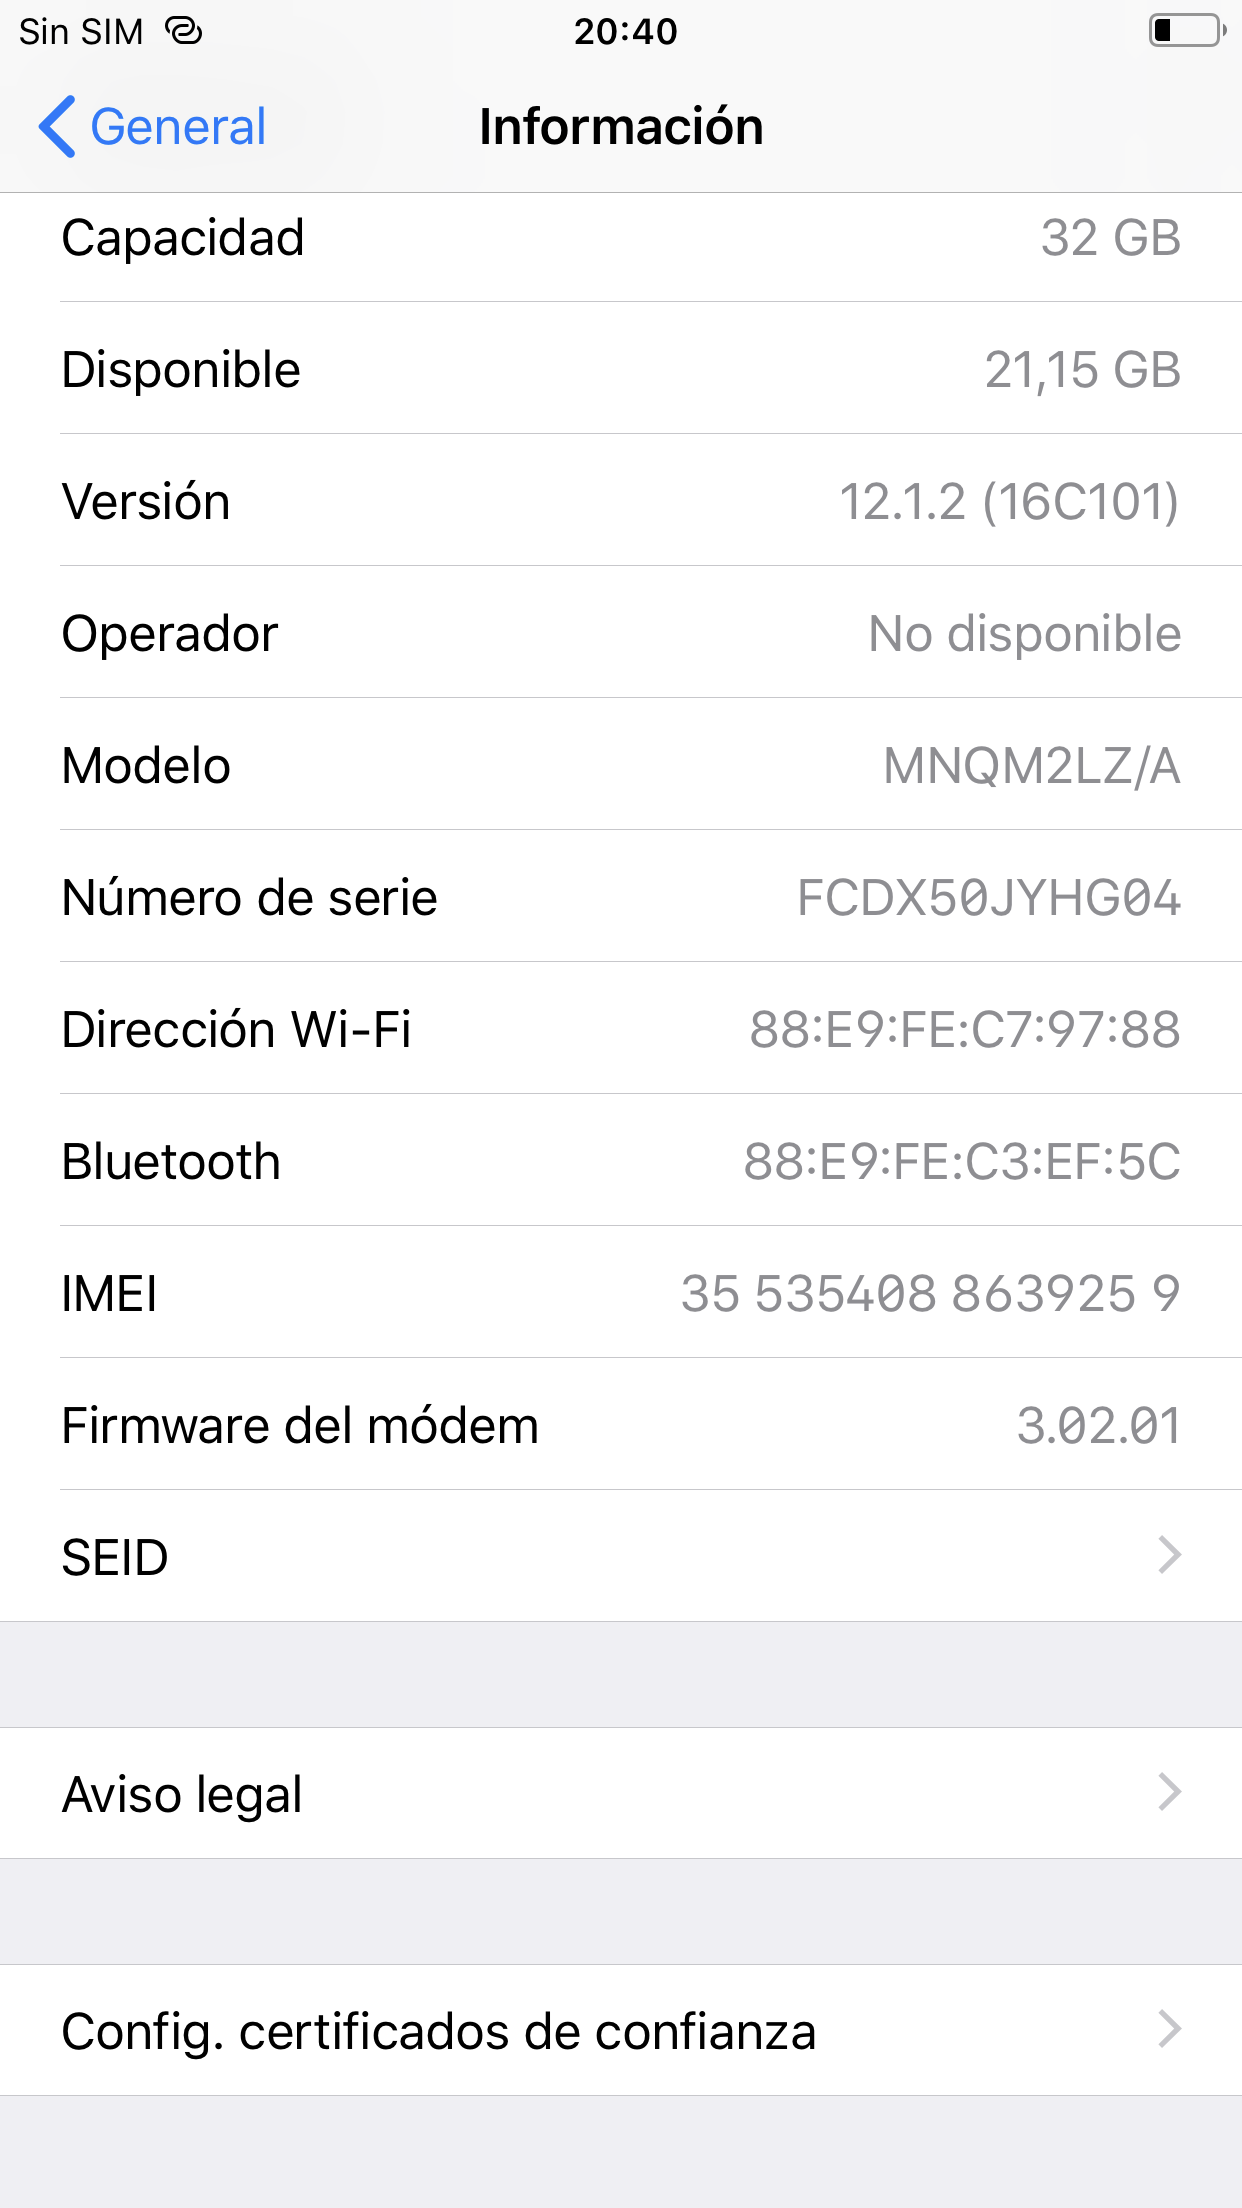 Sin SIM 20:40
General Información
Capacidad 32 GB
Disponible 21,15 GB
Versión 12.1.2 (16C101)
Operador No disponible
Modelo MNQM2LZ/A
Número de serie FCDX50JYHG04
Dirección Wi-Fi 88:E9:FE:C7:97:88
Bluetooth 88:E9:FE:C3:EF:5C
IMEI 35 535408 863925 9
Firmware del módem 3.02.01
SEID
Aviso legal
Config. certificados de confianza